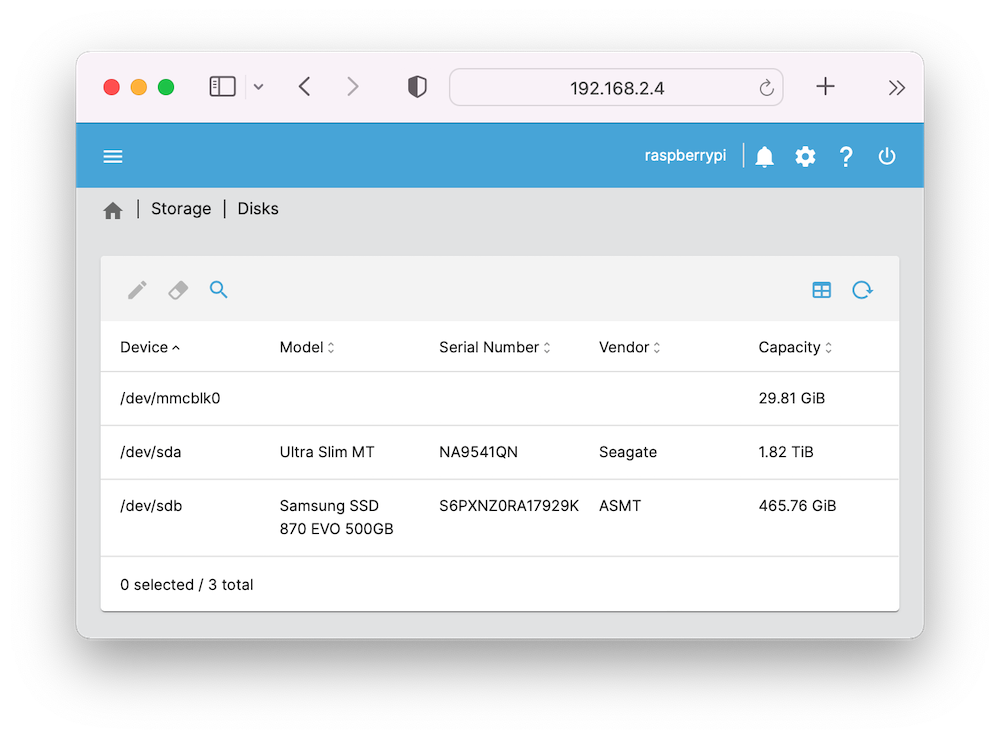 192.168.2.4
raspberrypi
Storage | Disks
Device Model Serial Number Vendor Capacity
/dev/mmcblk0 29.81 GiB
/dev/sda Ultra Slim MT NA9541QN Seagate 1.82 TiB
/dev/sdb Samsung SSD S6PXNZ0RA17929K ASMT 465.76 GiB
870 EVO 500GB
0 selected / 3 total